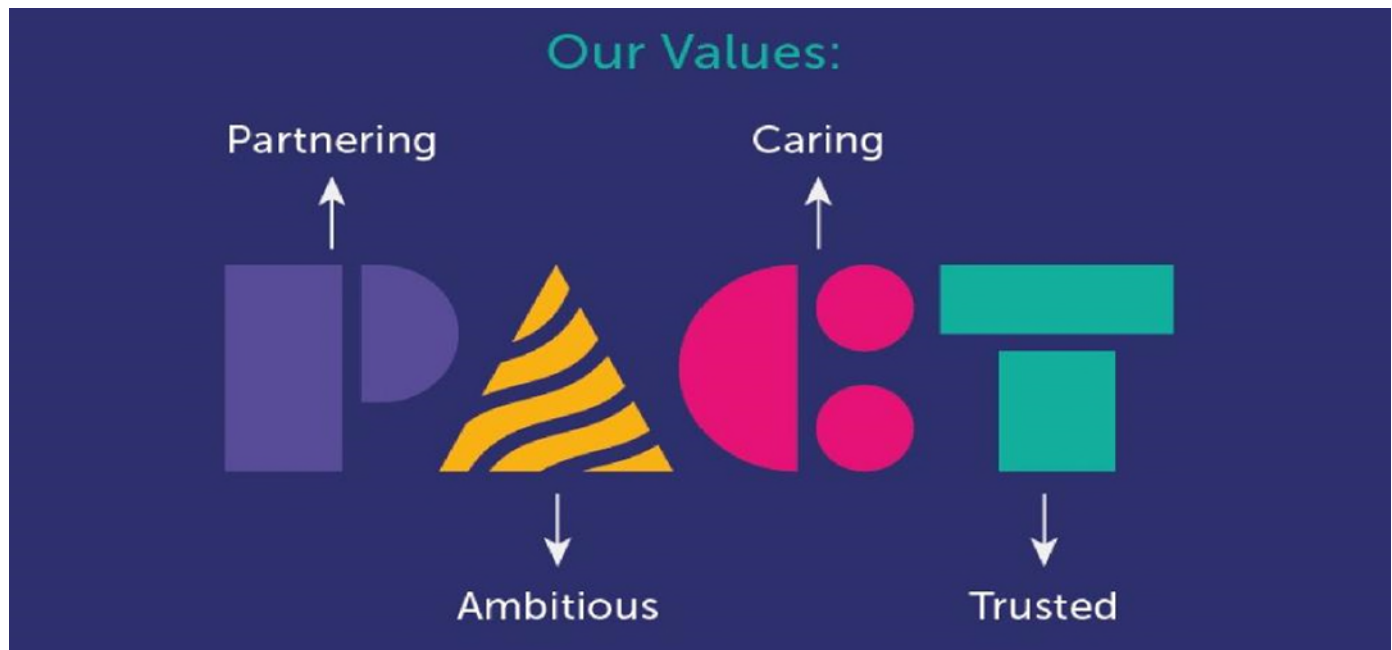 Our Values:
Partnering
Caring
PACT
Ambitious
Trusted